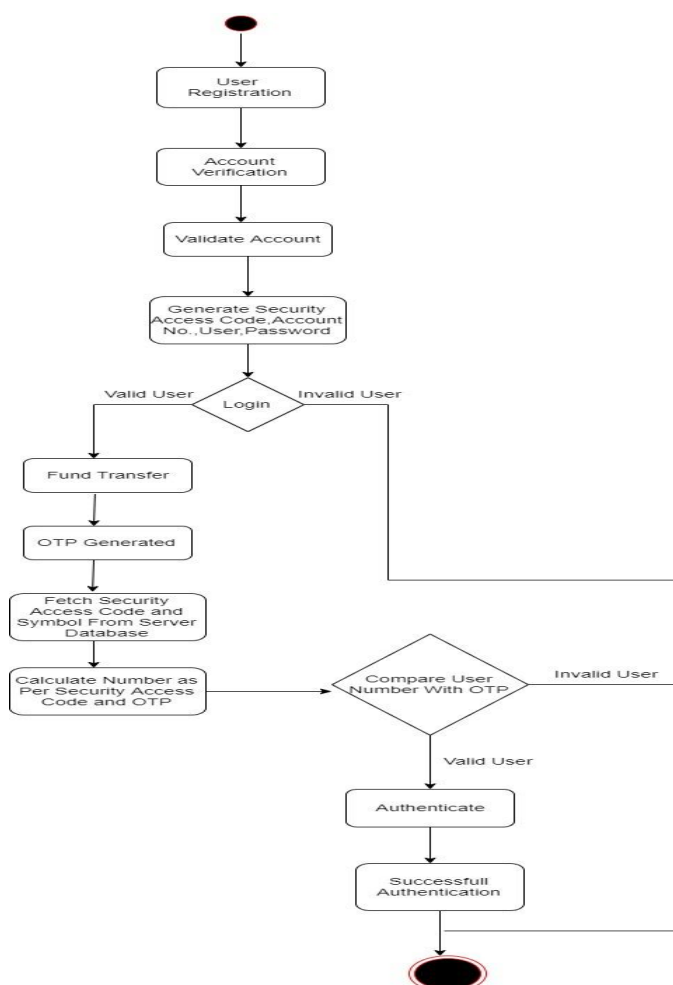 User
Registration
Account
Verification
Validate Account
Generate Security
Access Code,Account
No.,User,Password
Valid User
Login
Invalid User
Fund Transfer
OTP Generated
Fetch Security
Access Code and
Symbol From Server
Database
Calculate Number as
Per Security Access
Code and OTP
Compare User
Number With OTP
Invalid User
Valid User
Authenticate
Successfull
Authentication